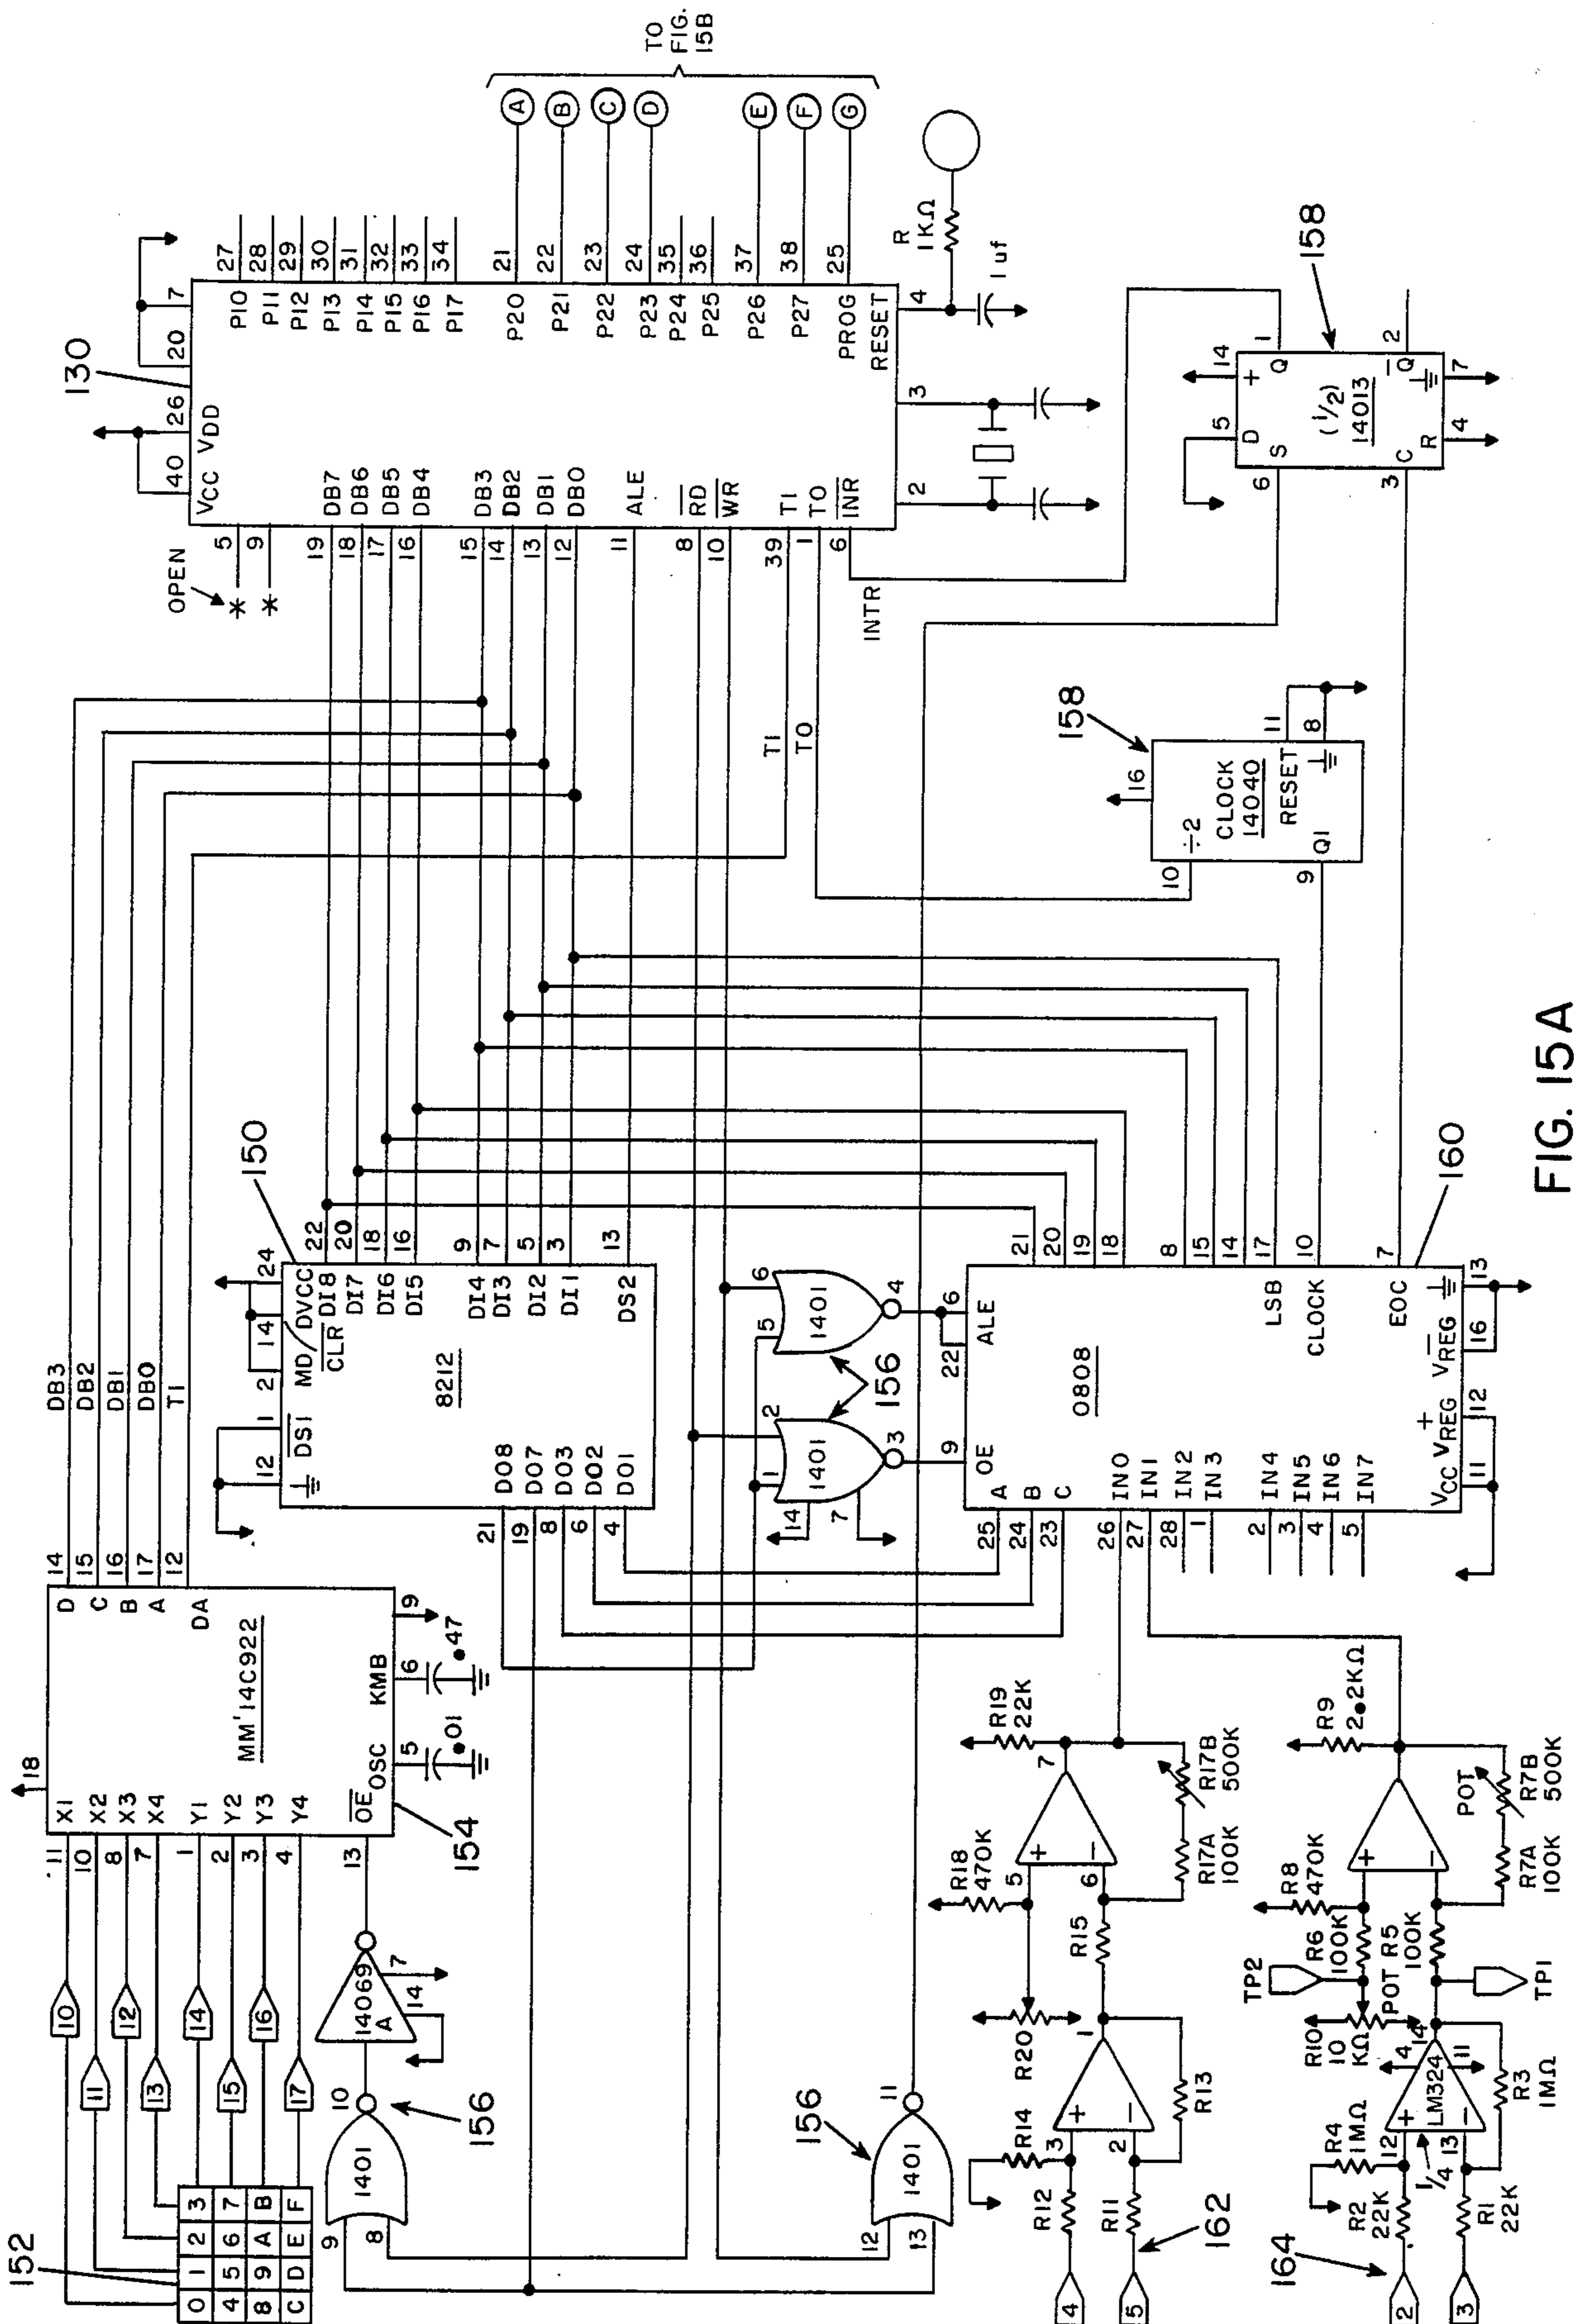 152
0 1 2 3
4 5 6 7
8 9 A B
C D E F
10
11
12
13
14
15
16
17
11 X1
10 X2
8 X3
7 X4
1 Y1
2 Y2
3 Y3
4 Y4
13 OE
18
MM'14C922
D 14 DB3
C 15 DB2
B 16 DB1
A 17 DB0
DA 12 T1
OSC 5 .01
KMB 6 .47
9
154
14069
A
14
7
1401
9
8
10
156
1401
12
13
11
156
150
12
1 DS1
2 MD
14 CLR
24 DVCC
8212
DI8 22
DI7 20
DI6 18
DI5 16
DI4 9
DI3 7
DI2 5
DI1 3
DS2 13
21 DO8
19 DO7
8 DO3
6 DO2
4 DO1
1401
1
2
3
14
7
1401
5
6
4
156
OPEN
* 5
* 9
130
VCC 40
VDD 26
20
7
19 DB7
18 DB6
17 DB5
16 DB4
15 DB3
14 DB2
13 DB1
12 DB0
11 ALE
8 RD
10 WR
T1 39 T1
TO 1 TO
INTR 6 INR
P10 27
P11 28
P12 29
P13 30
P14 31
P15 32
P16 33
P17 34
P20 21 A
P21 22 B
P22 23 C
P23 24 D
P24 35
P25 36
P26 37 E
P27 38 F
PROG 25 G
RESET 4
2
3
R
1KΩ
1uf
TO
FIG.
15B
9 OE
22
6 ALE
25 A
24 B
23 C
26 IN0
27 IN1
28 IN2
1 IN3
2 IN4
3 IN5
4 IN6
5 IN7
0808
21
20
19
18
8
15
14
LSB 17
CLOCK 10
EOC 7
VCC 11
VREG + 12
VREG – 16
13
160
158
16
10 ÷2
CLOCK
14040
RESET 11
8
9 Q1
158
5 D
14 +
6 S
(1/2)
14013
Q 1
Q 2
3 C
R 4
7
4
5
R12
R11
R14
3 +
2 –
1
R13
162
R20
R15
R18
470K
5 +
6 –
7
R17A
100K
R17B
500K
R19
22K
2
3
164
R2
22K
R1
22K
R4
1MΩ
12 +
13 –
1/4
LM324
4
11
14
R3
1MΩ
R10
10
KΩ
POT
TP2
TP1
R6
100K
R5
100K
R8
470K
+
–
R7A
100K
POT
R7B
500K
R9
2.2KΩ
FIG. 15A